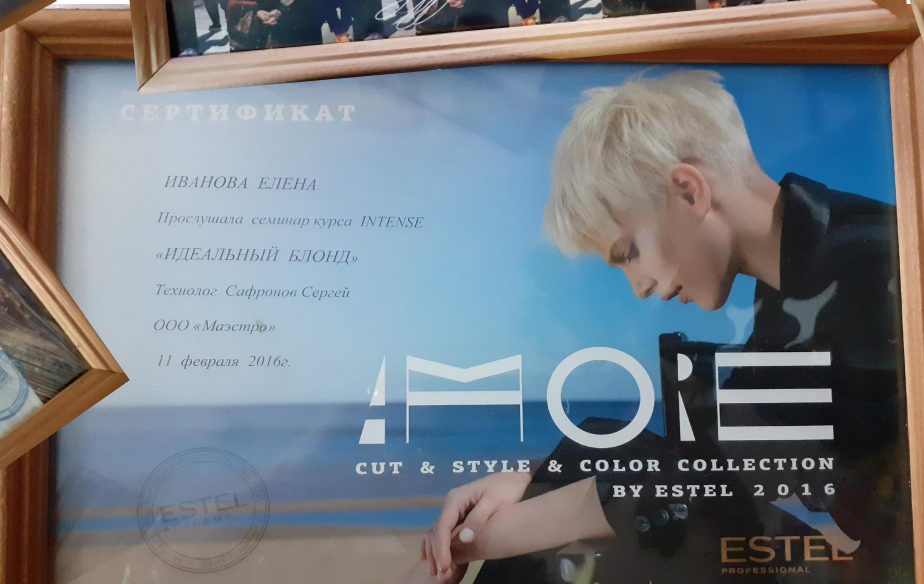 СЕРТИФИКАТ
ИВАНОВА ЕЛЕНА
Прослушала семинар курса INTENSE
«ИДЕАЛЬНЫЙ БЛОНД»
Технолог Сафронов Сергей
ООО «Маэстро»
11 февраля 2016г.
AMORE
CUT & STYLE & COLOR COLLECTION
BY ESTEL 2016
ESTEL
ESTEL
PROFESSIONAL